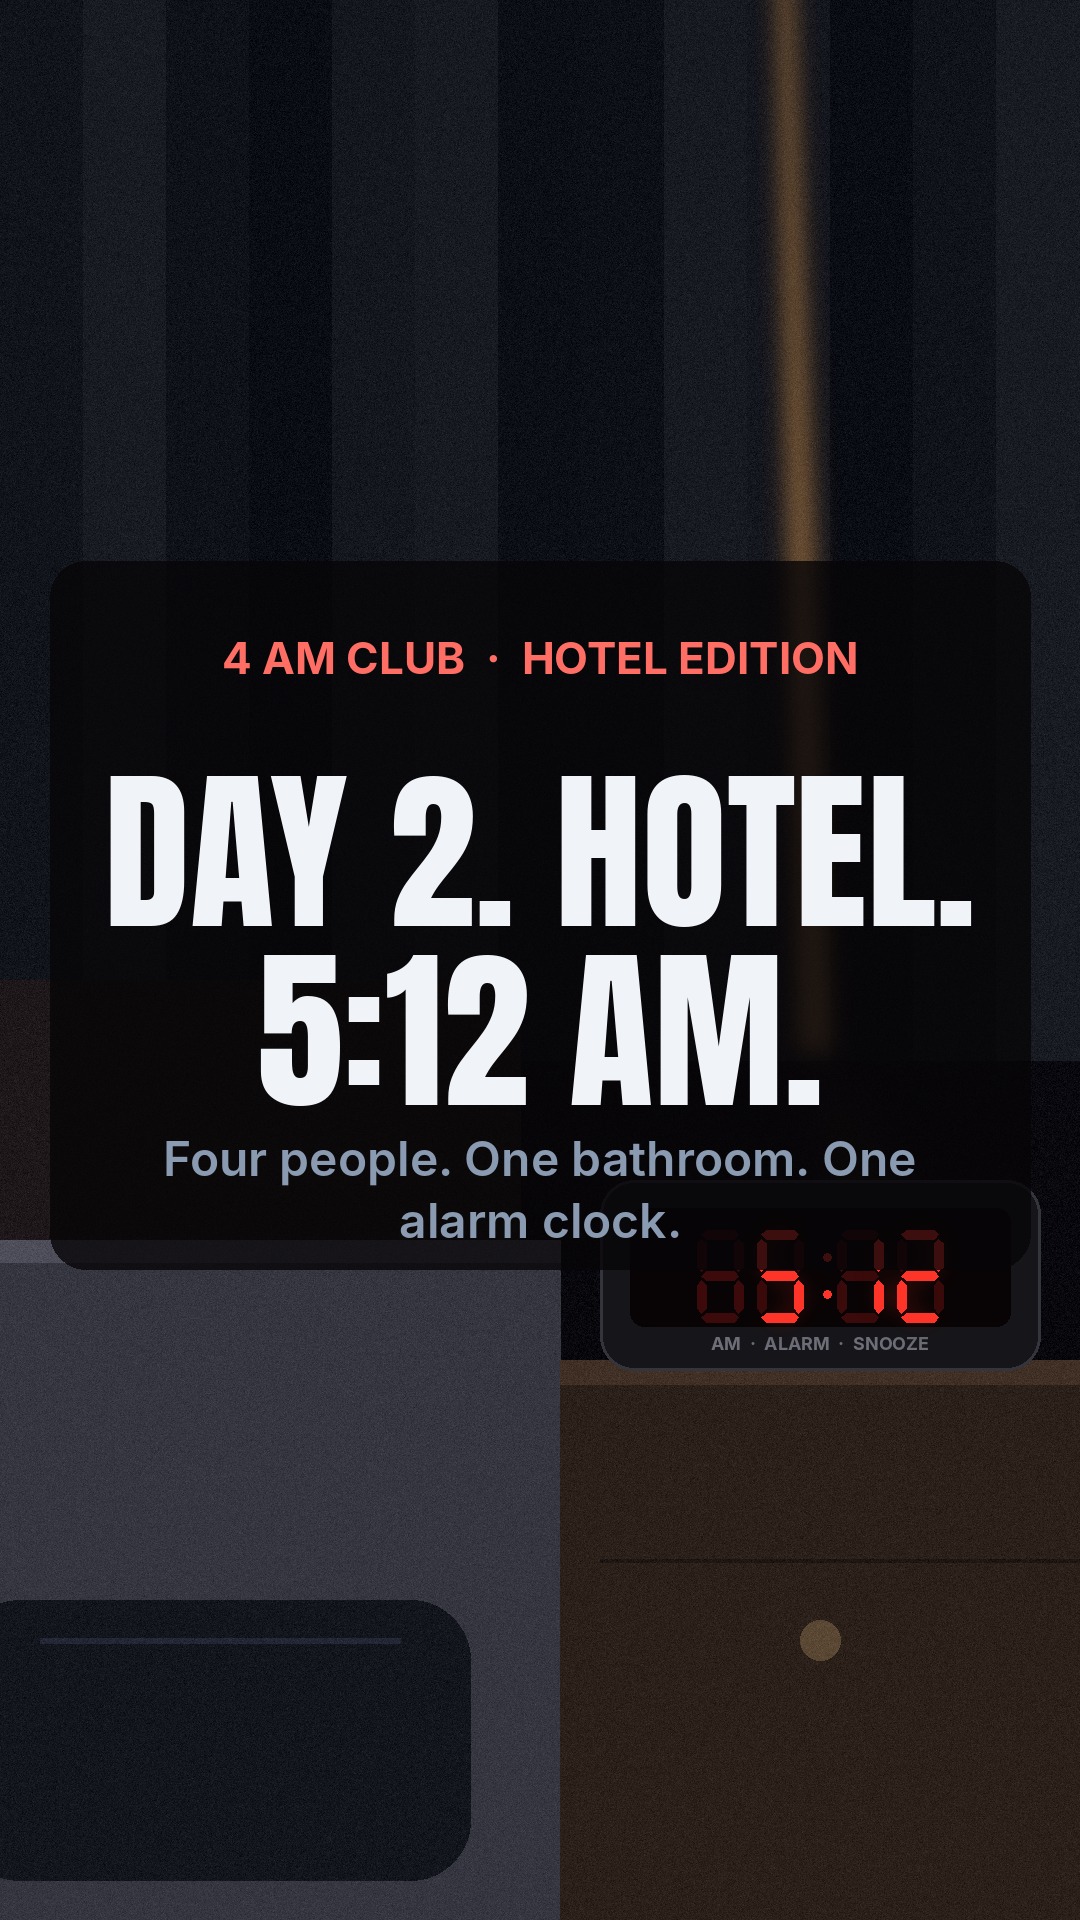 4 AM CLUB · HOTEL EDITION
DAY 2. HOTEL.
5:12 AM.
Four people. One bathroom. One
alarm clock.
5:12
AM · ALARM · SNOOZE